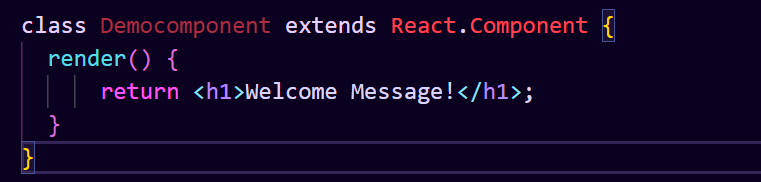 class Democomponent extends React.Component {
  render() {
      return <h1>Welcome Message!</h1>;
  }
}